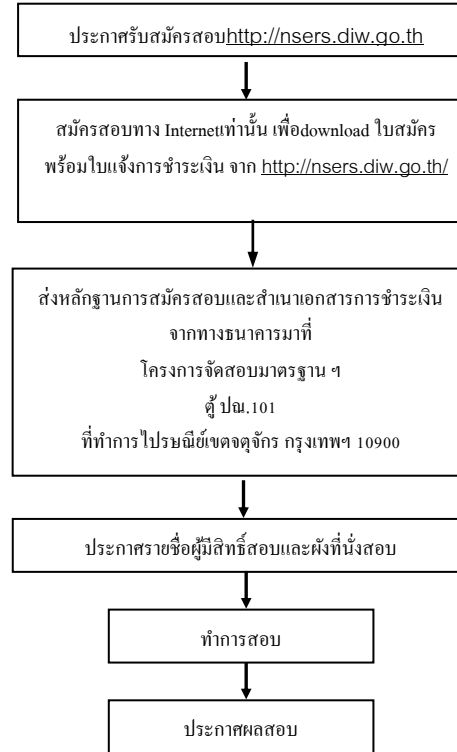 ประกาศรับสมัครสอบhttp://nsers.diw.go.th
สมัครสอบทาง Internetเท่านั้น เพื่อdownload ใบสมัคร
พร้อมใบแจ้งการชำระเงิน จาก http://nsers.diw.go.th/
ส่งหลักฐานการสมัครสอบและสำเนาเอกสารการชำระเงิน
จากทางธนาคารมาที่
โครงการจัดสอบมาตรฐาน ฯ
ตู้ ปณ.101
ที่ทำการไปรษณีย์เขตจตุจักร กรุงเทพฯ 10900
ประกาศรายชื่อผู้มีสิทธิ์สอบและผังที่นั่งสอบ
ทำการสอบ
ประกาศผลสอบ